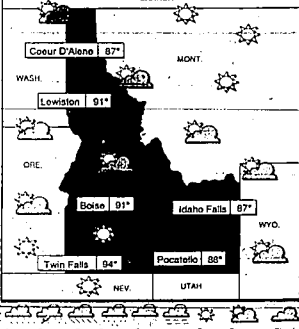 Coeur D'Alene 87°
MONT.
WASH.
Lewiston 91°
ORE.
Boise 91°
Idaho Falls 87°
WYO.
Twin Falls 94°
Pocatello 88°
NEV.
UTAH